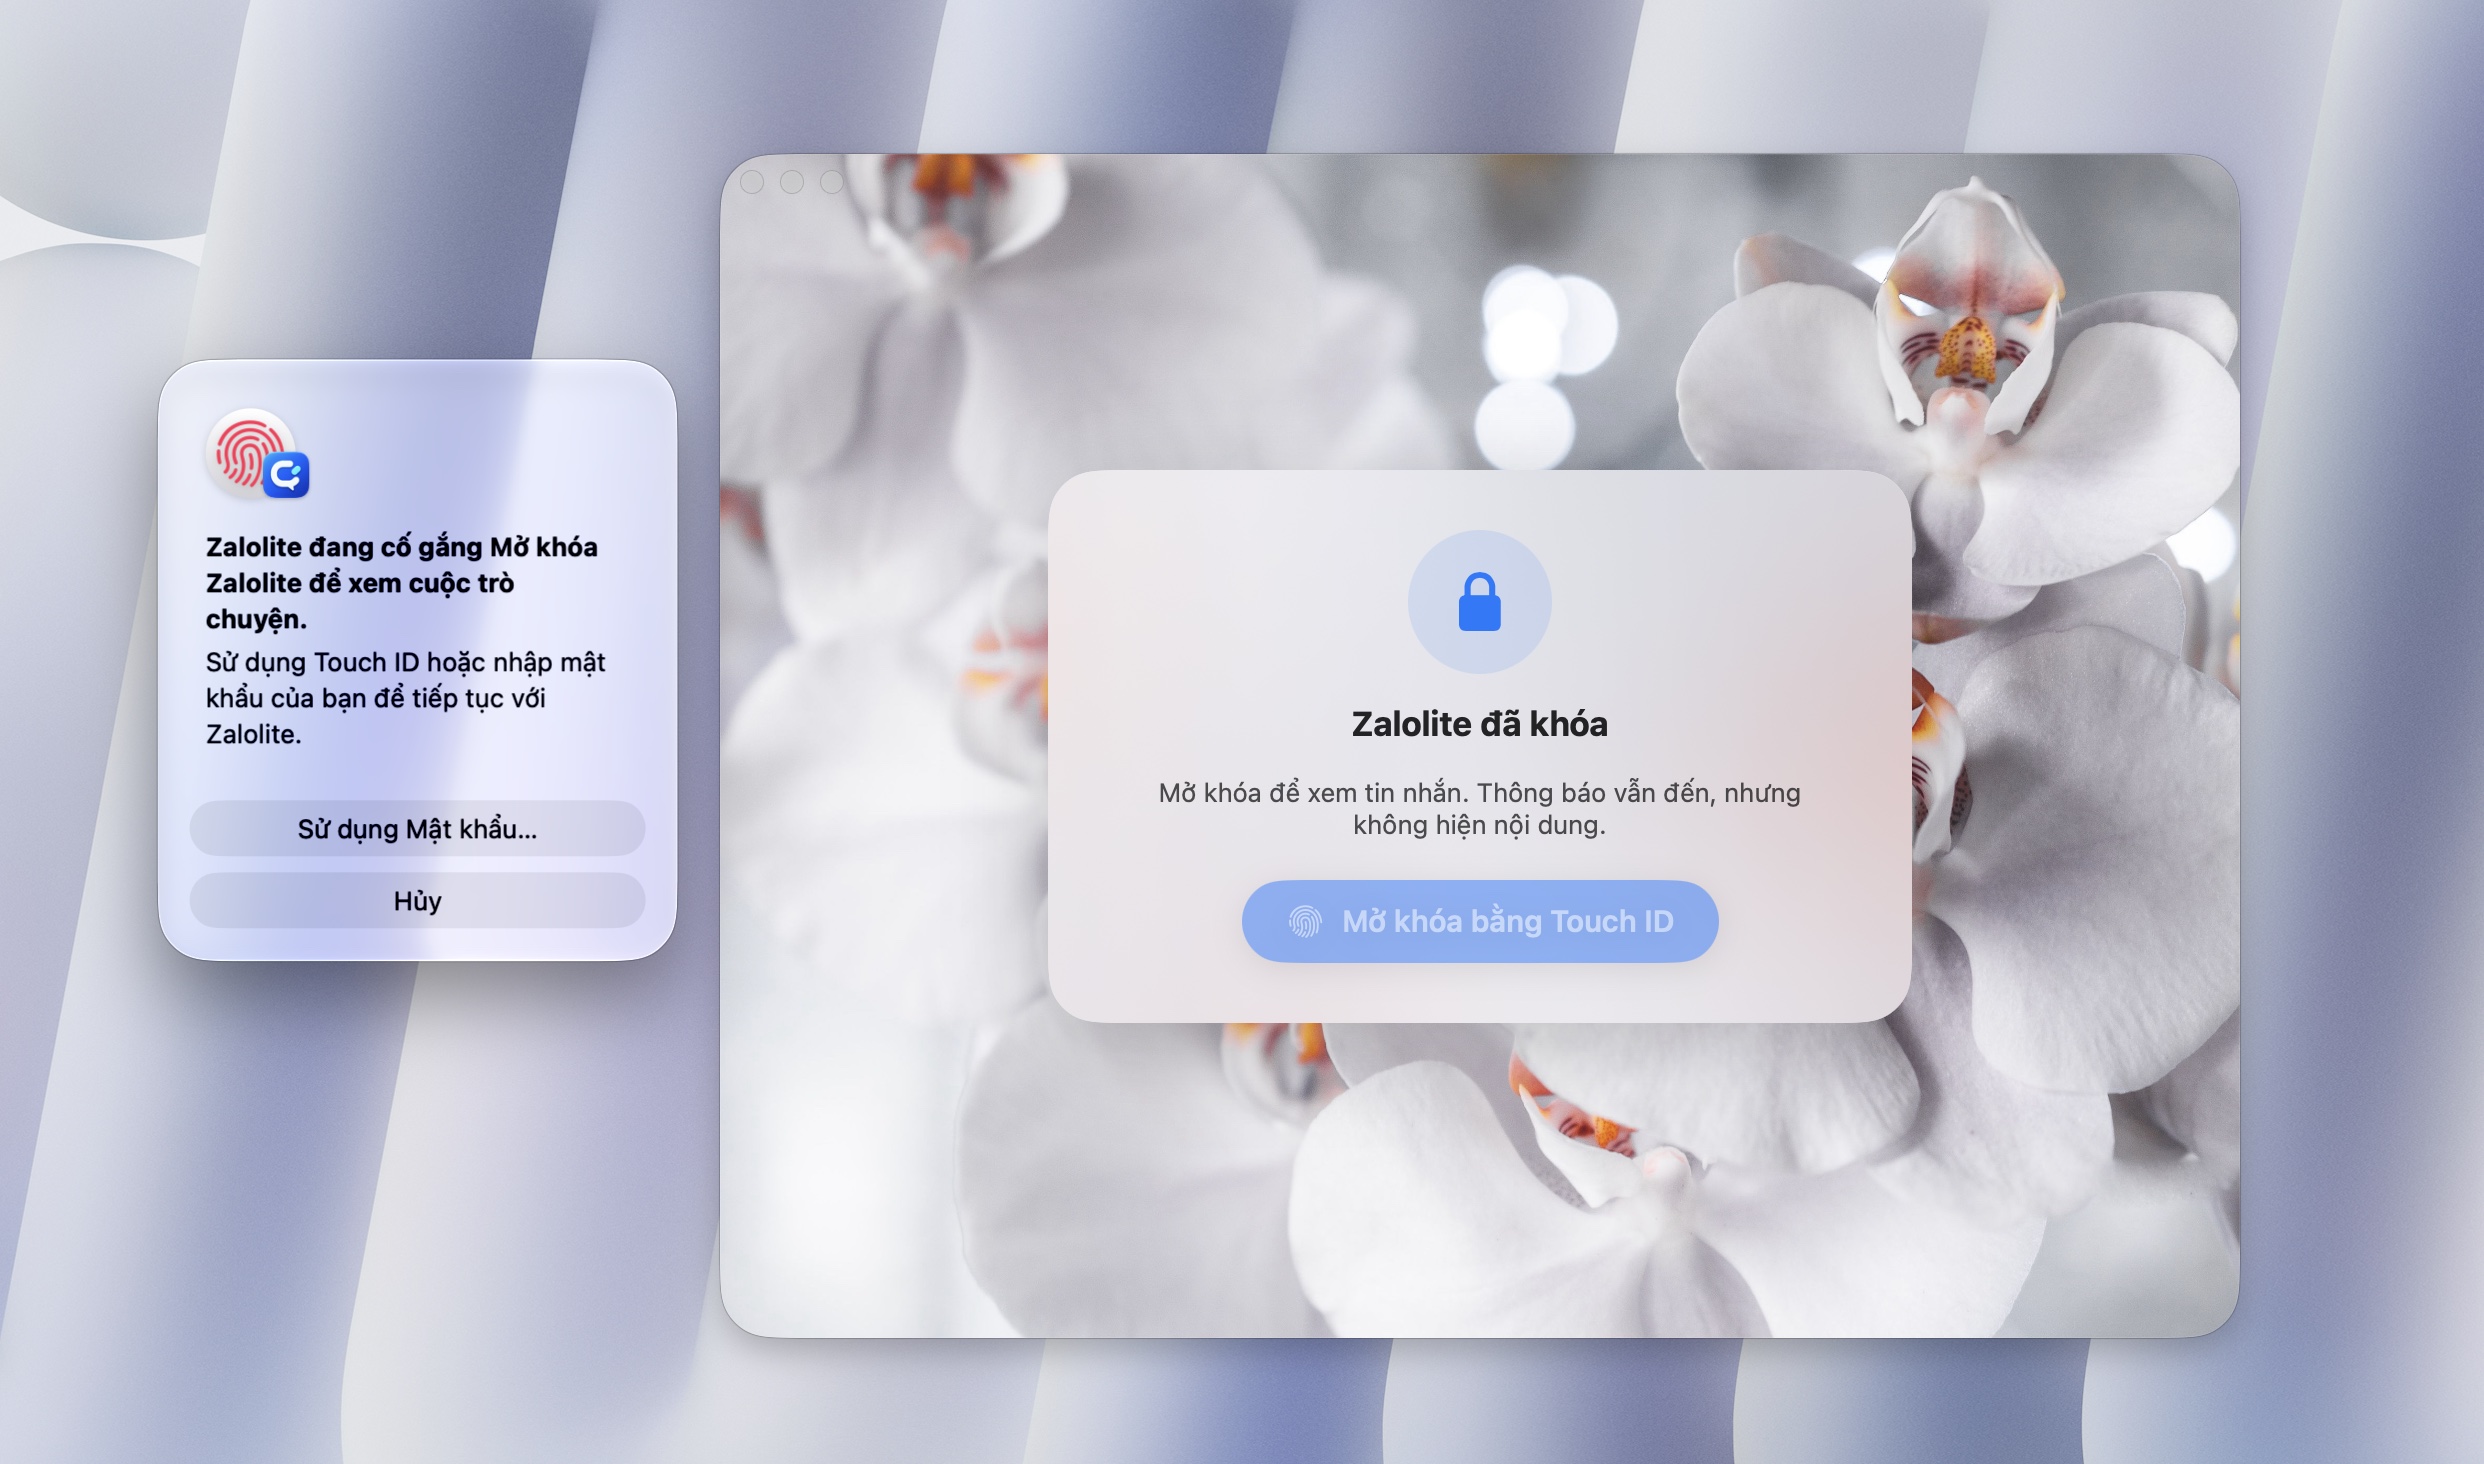 Zalolite đang cố gắng Mở khóa
Zalolite để xem cuộc trò
chuyện.
Sử dụng Touch ID hoặc nhập mật
khẩu của bạn để tiếp tục với
Zalolite.
Sử dụng Mật khẩu...
Hủy
Zalolite đã khóa
Mở khóa để xem tin nhắn. Thông báo vẫn đến, nhưng
không hiện nội dung.
Mở khóa bằng Touch ID